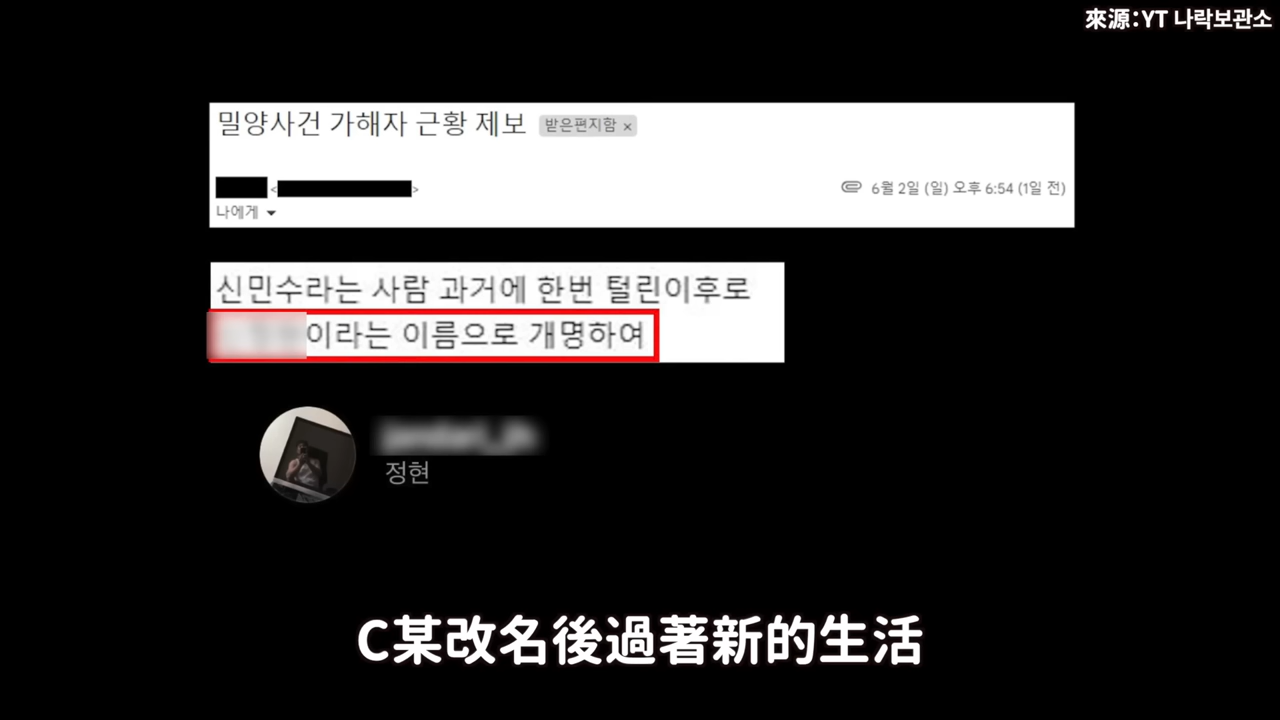 來源:YT 나락보관소
밀양사건 가해자 근황 제보 받은편지함 x
< >
6월 2일 (일) 오후 6:54 (1일 전)
나에게
신민수라는 사람 과거에 한번 털린이후로
이라는 이름으로 개명하여
정현
C某改名後過著新的生活